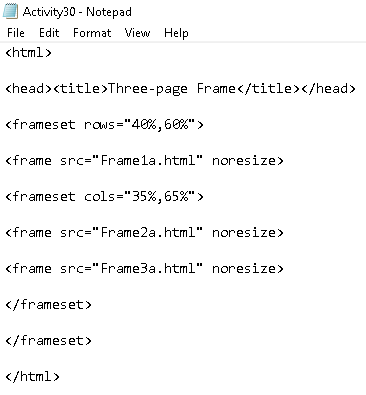 Activity30 - Notepad
File Edit Format View Help
<html>
<head><title>Three-page Frame</title></head>
<frameset rows="40%,60%">
<frame src="Frame1a.html" noresize>
<frameset cols="35%,65%">
<frame src="Frame2a.html" noresize>
<frame src="Frame3a.html" noresize>
</frameset>
</frameset>
</html>